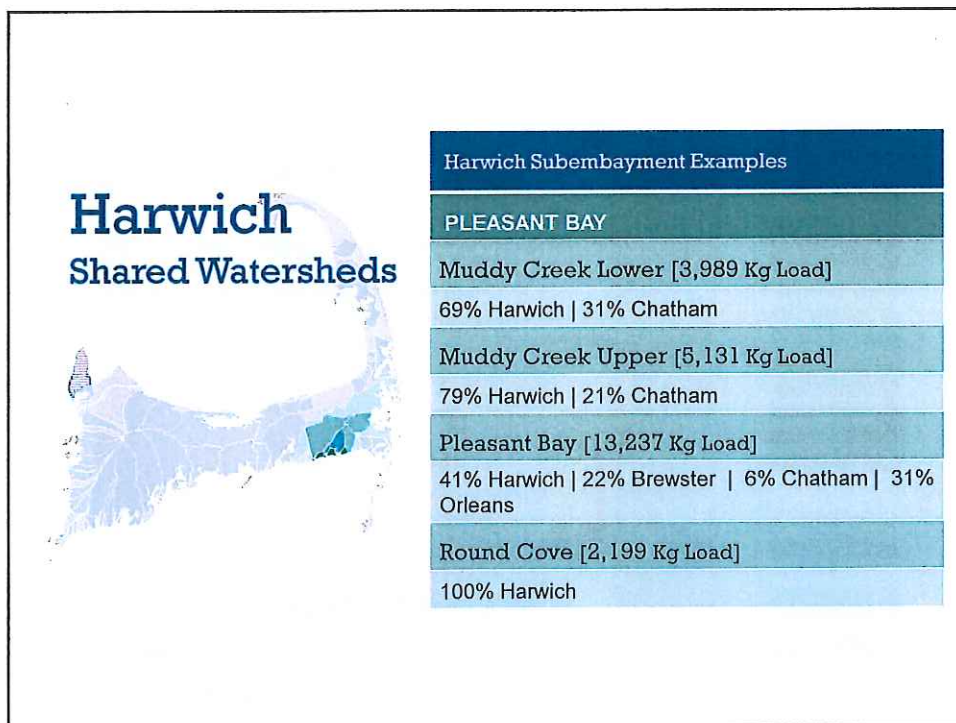 Harwich
Shared Watersheds
Harwich Subembayment Examples
PLEASANT BAY
Muddy Creek Lower [3,989 Kg Load]
69% Harwich | 31% Chatham
Muddy Creek Upper [5,131 Kg Load]
79% Harwich | 21% Chatham
Pleasant Bay [13,237 Kg Load]
41% Harwich | 22% Brewster | 6% Chatham | 31%
Orleans
Round Cove [2,199 Kg Load]
100% Harwich